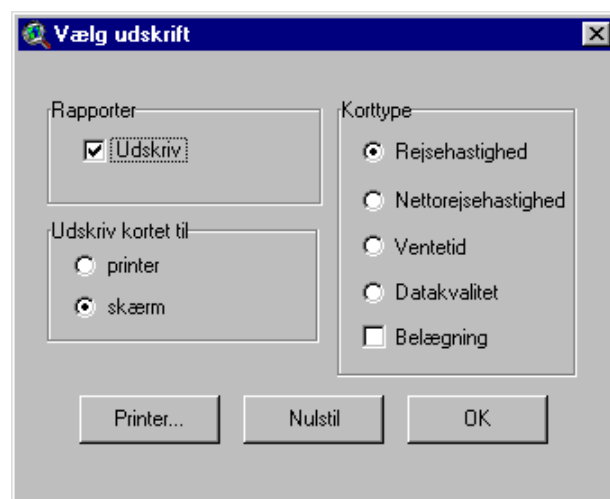 Vælg udskrift
Rapporter
Udskriv
Udskriv kortet til
printer
skærm
Korttype
Rejsehastighed
Nettorejsehastighed
Ventetid
Datakvalitet
Belægning
Printer...
Nulstil
OK